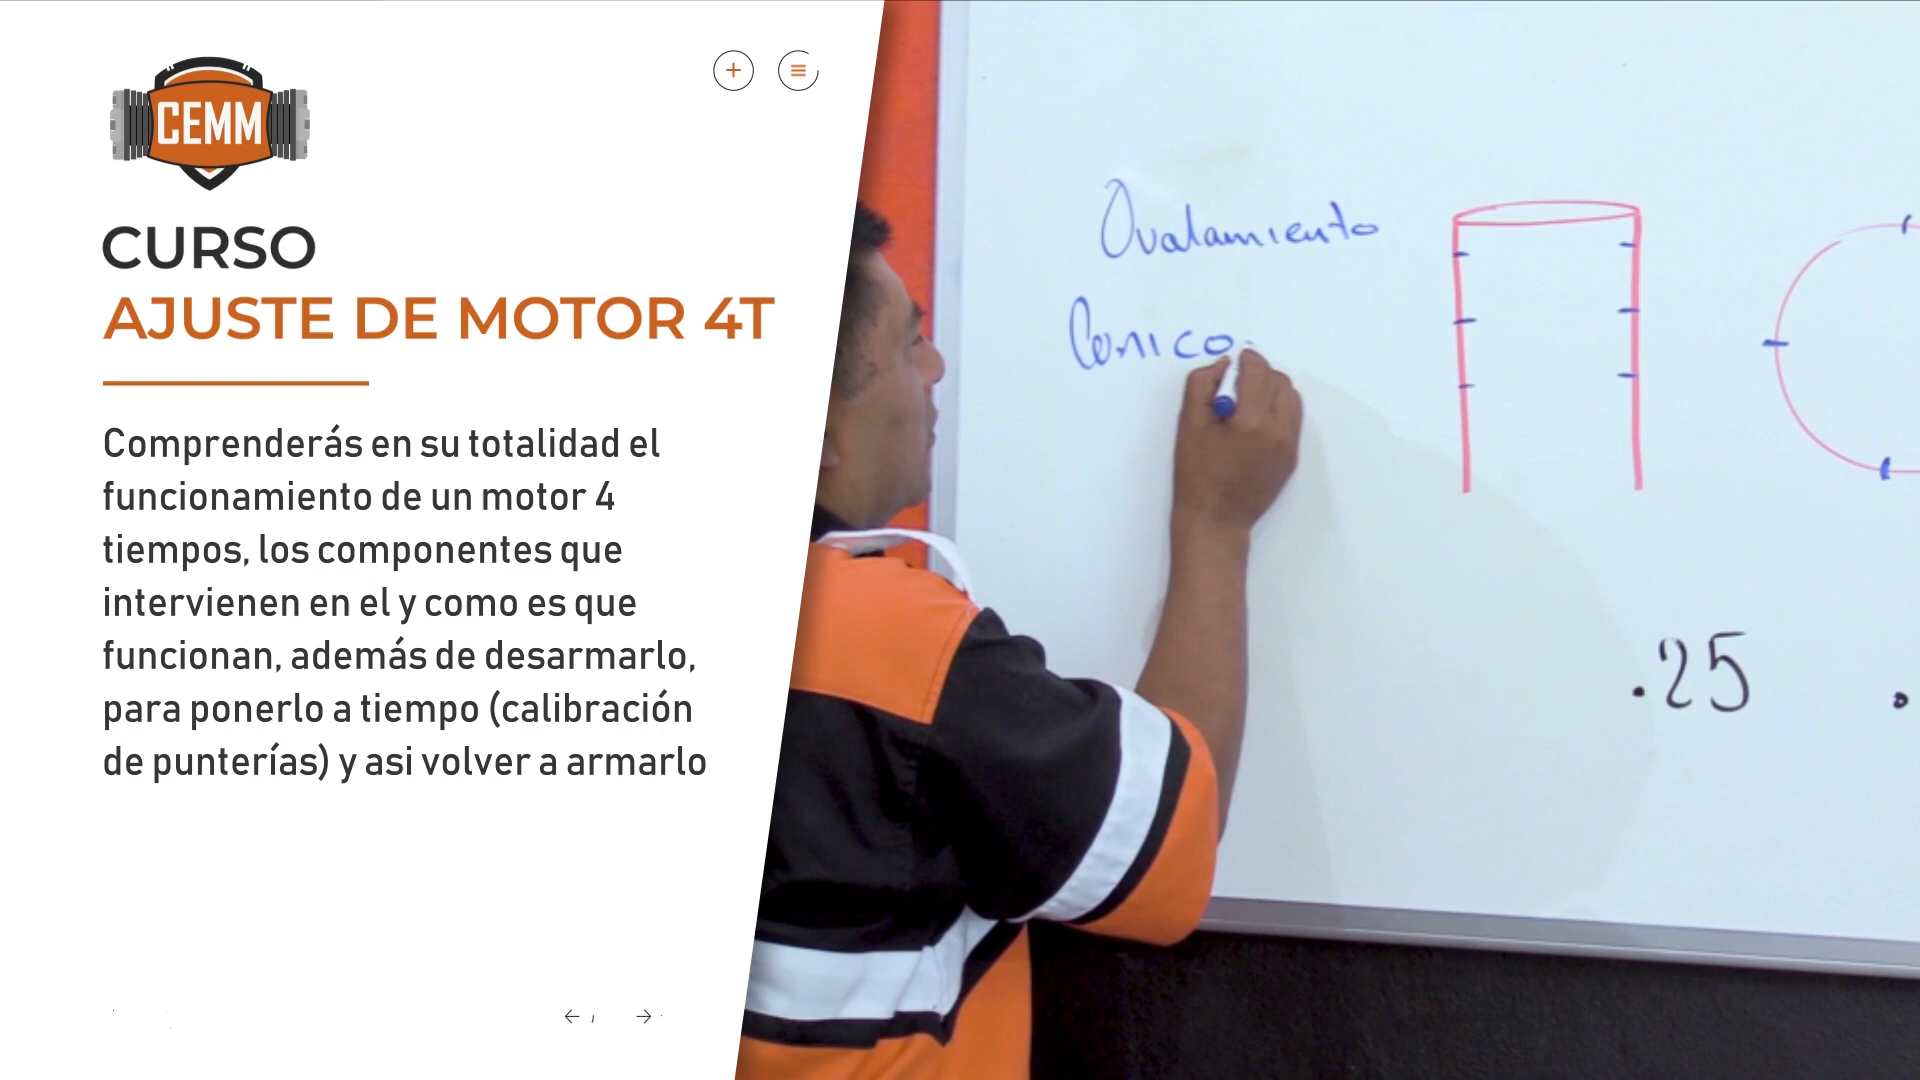 CEMM
CURSO
AJUSTE DE MOTOR 4T
Comprenderás en su totalidad el
funcionamiento de un motor 4
tiempos, los componentes que
intervienen en el y como es que
funcionan, además de desarmarlo,
para ponerlo a tiempo (calibración
de punterías) y asi volver a armarlo
Ovalamiento
Conico
.25